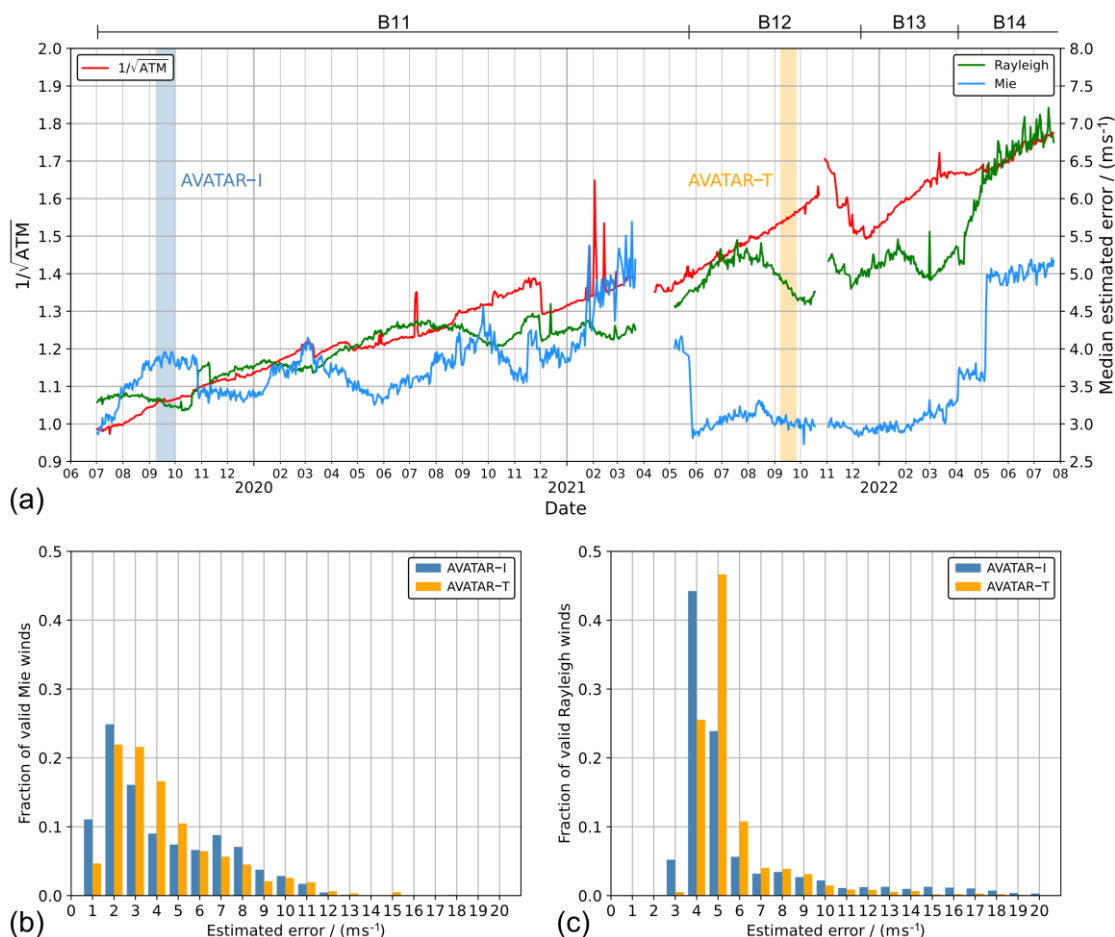 B11 B12 B13 B14
2.0 8.0
1/√ATM Rayleigh
Mie
1.9 7.5
1.8 7.0
1.7 6.5
AVATAR−I AVATAR−T
1.6 6.0
1.5 5.5
1.4 5.0
1.3 4.5
1.2 4.0
1.1 3.5
1.0 3.0
0.9 2.5
1/√ATM
Median estimated error / (ms⁻¹)
06 07 08 09 10 11 12 02 03 04 05 06 07 08 09 10 11 12 02 03 04 05 06 07 08 09 10 11 12 02 03 04 05 06 07 08
2020 2021 2022
Date
(a)
0.5
0.4
0.3
0.2
0.1
0.0
Fraction of valid Mie winds
AVATAR−I
AVATAR−T
0 1 2 3 4 5 6 7 8 9 10 11 12 13 14 15 16 17 18 19 20
Estimated error / (ms⁻¹)
(b)
0.5
0.4
0.3
0.2
0.1
0.0
Fraction of valid Rayleigh winds
AVATAR−I
AVATAR−T
0 1 2 3 4 5 6 7 8 9 10 11 12 13 14 15 16 17 18 19 20
Estimated error / (ms⁻¹)
(c)